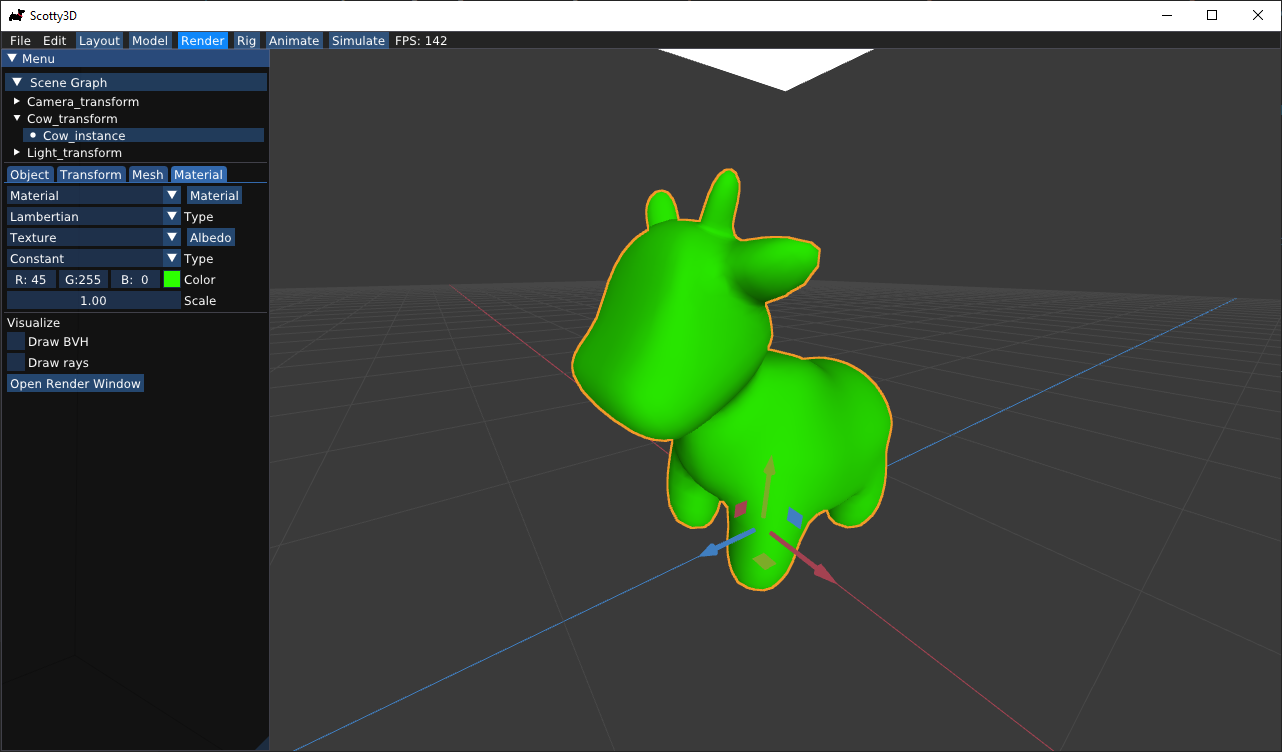 Scotty3D
File Edit Layout Model Render Rig Animate Simulate FPS: 142
Menu
Scene Graph
Camera_transform
Cow_transform
Cow_instance
Light_transform
Object Transform Mesh Material
Material Material
Lambertian Type
Texture Albedo
Constant Type
R: 45 G:255 B: 0 Color
1.00 Scale
Visualize
Draw BVH
Draw rays
Open Render Window